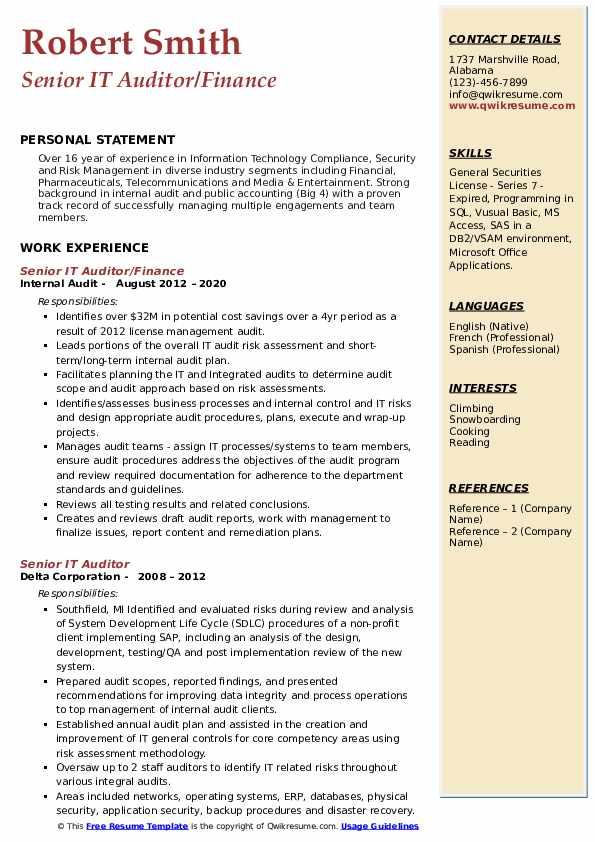 Robert Smith
Senior IT Auditor/Finance
PERSONAL STATEMENT
Over 16 year of experience in Information Technology Compliance, Security
and Risk Management in diverse industry segments including Financial,
Pharmaceuticals, Telecommunications and Media & Entertainment. Strong
background in internal audit and public accounting (Big 4) with a proven
track record of successfully managing multiple engagements and team
members.
WORK EXPERIENCE
Senior IT Auditor/Finance
Internal Audit - August 2012 – 2020
Responsibilities:
▪ Identifies over $32M in potential cost savings over a 4yr period as a
result of 2012 license management audit.
▪ Leads portions of the overall IT audit risk assessment and short-
term/long-term internal audit plan.
▪ Facilitates planning the IT and Integrated audits to determine audit
scope and audit approach based on risk assessments.
▪ Identifies/assesses business processes and internal control and IT risks
and design appropriate audit procedures, plans, execute and wrap-up
projects.
▪ Manages audit teams - assign IT processes/systems to team members,
ensure audit procedures address the objectives of the audit program
and review required documentation for adherence to the department
standards and guidelines.
▪ Reviews all testing results and related conclusions.
▪ Creates and reviews draft audit reports, work with management to
finalize issues, report content and remediation plans.
Senior IT Auditor
Delta Corporation - 2008 – 2012
Responsibilities:
▪ Southfield, MI Identified and evaluated risks during review and analysis
of System Development Life Cycle (SDLC) procedures of a non-profit
client implementing SAP, including an analysis of the design,
development, testing/QA and post implementation review of the new
system.
▪ Prepared audit scopes, reported findings, and presented
recommendations for improving data integrity and process operations
to top management of internal audit clients.
▪ Established annual audit plan and assisted in the creation and
improvement of IT general controls for core competency areas using
risk assessment methodology.
▪ Oversaw up to 2 staff auditors to identify IT related risks throughout
various integral audits.
▪ Areas included networks, operating systems, ERP, databases, physical
security, application security, backup procedures and disaster recovery.
CONTACT DETAILS
1737 Marshville Road,
Alabama
(123)-456-7899
info@qwikresume.com
www.qwikresume.com
SKILLS
General Securities
License - Series 7 -
Expired, Programming in
SQL, Vusual Basic, MS
Access, SAS in a
DB2/VSAM environment,
Microsoft Office
Applications.
LANGUAGES
English (Native)
French (Professional)
Spanish (Professional)
INTERESTS
Climbing
Snowboarding
Cooking
Reading
REFERENCES
Reference – 1 (Company
Name)
Reference – 2 (Company
Name)
© This Free Resume Template is the copyright of Qwikresume.com. Usage Guidelines